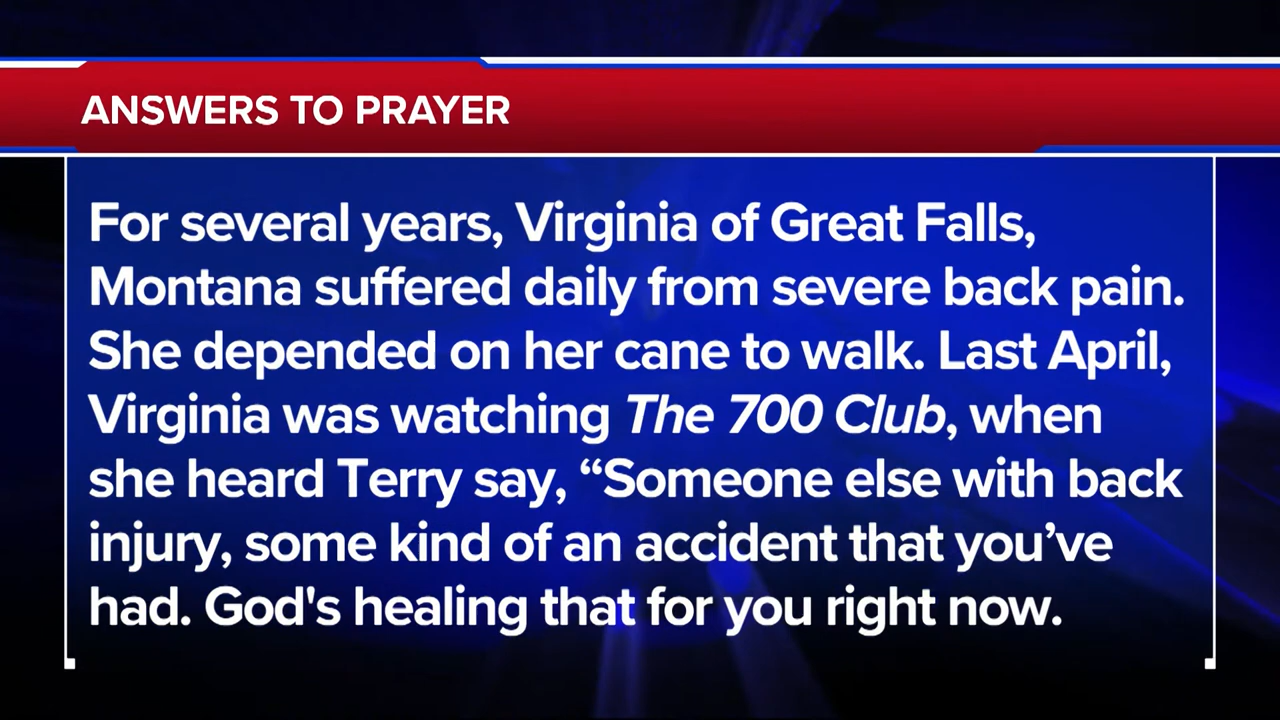 ANSWERS TO PRAYER
For several years, Virginia of Great Falls,
Montana suffered daily from severe back pain.
She depended on her cane to walk. Last April,
Virginia was watching The 700 Club, when
she heard Terry say, “Someone else with back
injury, some kind of an accident that you’ve
had. God's healing that for you right now.